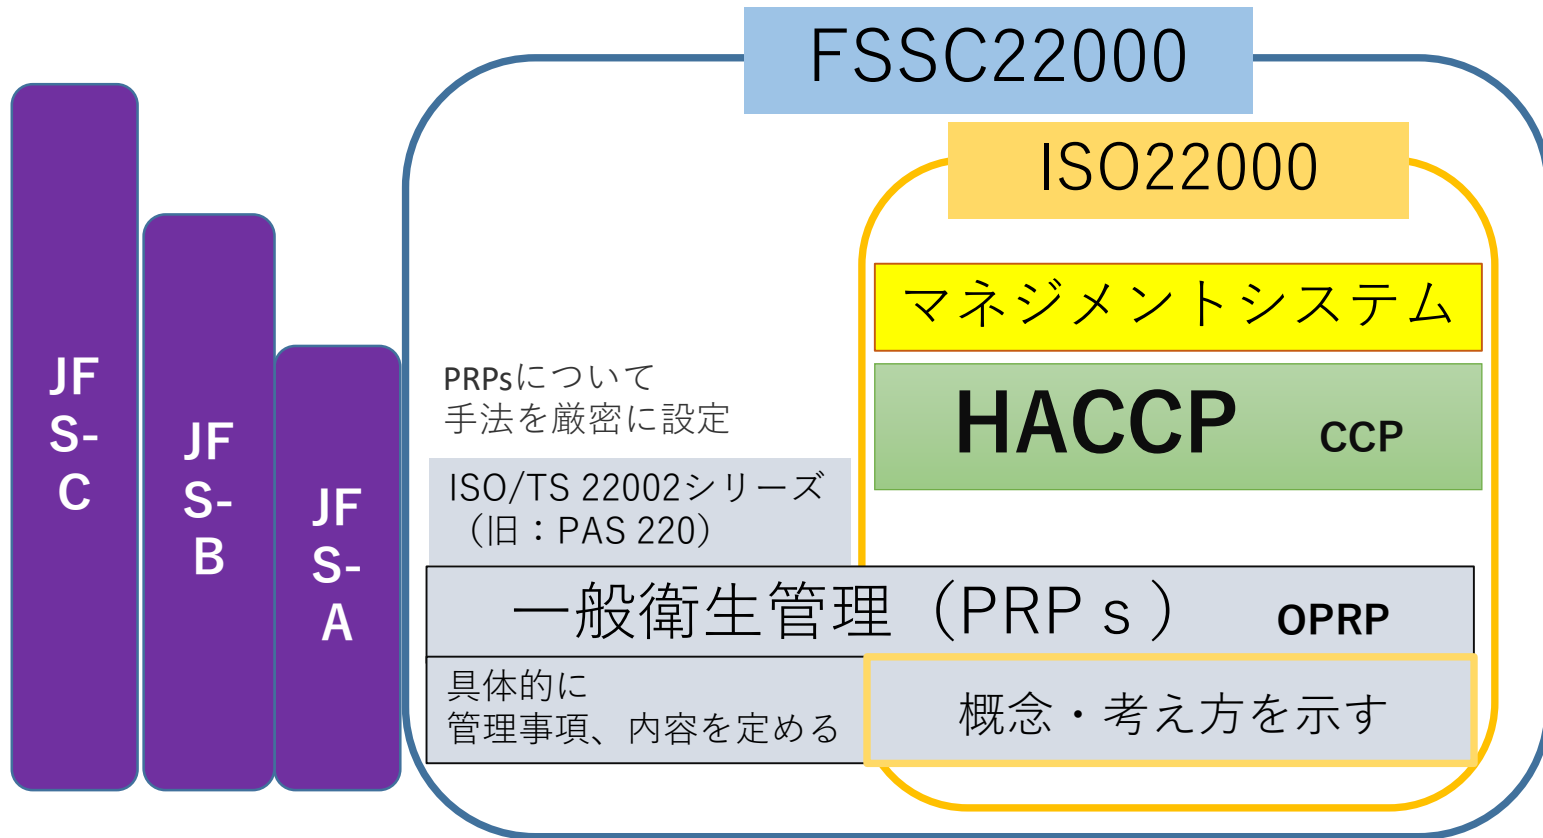 FSSC22000
ISO22000
マネジメントシステム
HACCP CCP
PRPsについて
手法を厳密に設定
ISO/TS 22002シリーズ
（旧：PAS 220）
一般衛生管理（PRPｓ） OPRP
具体的に
管理事項、内容を定める
概念・考え方を示す
JF
S-
C
JF
S-
B
JF
S-
A